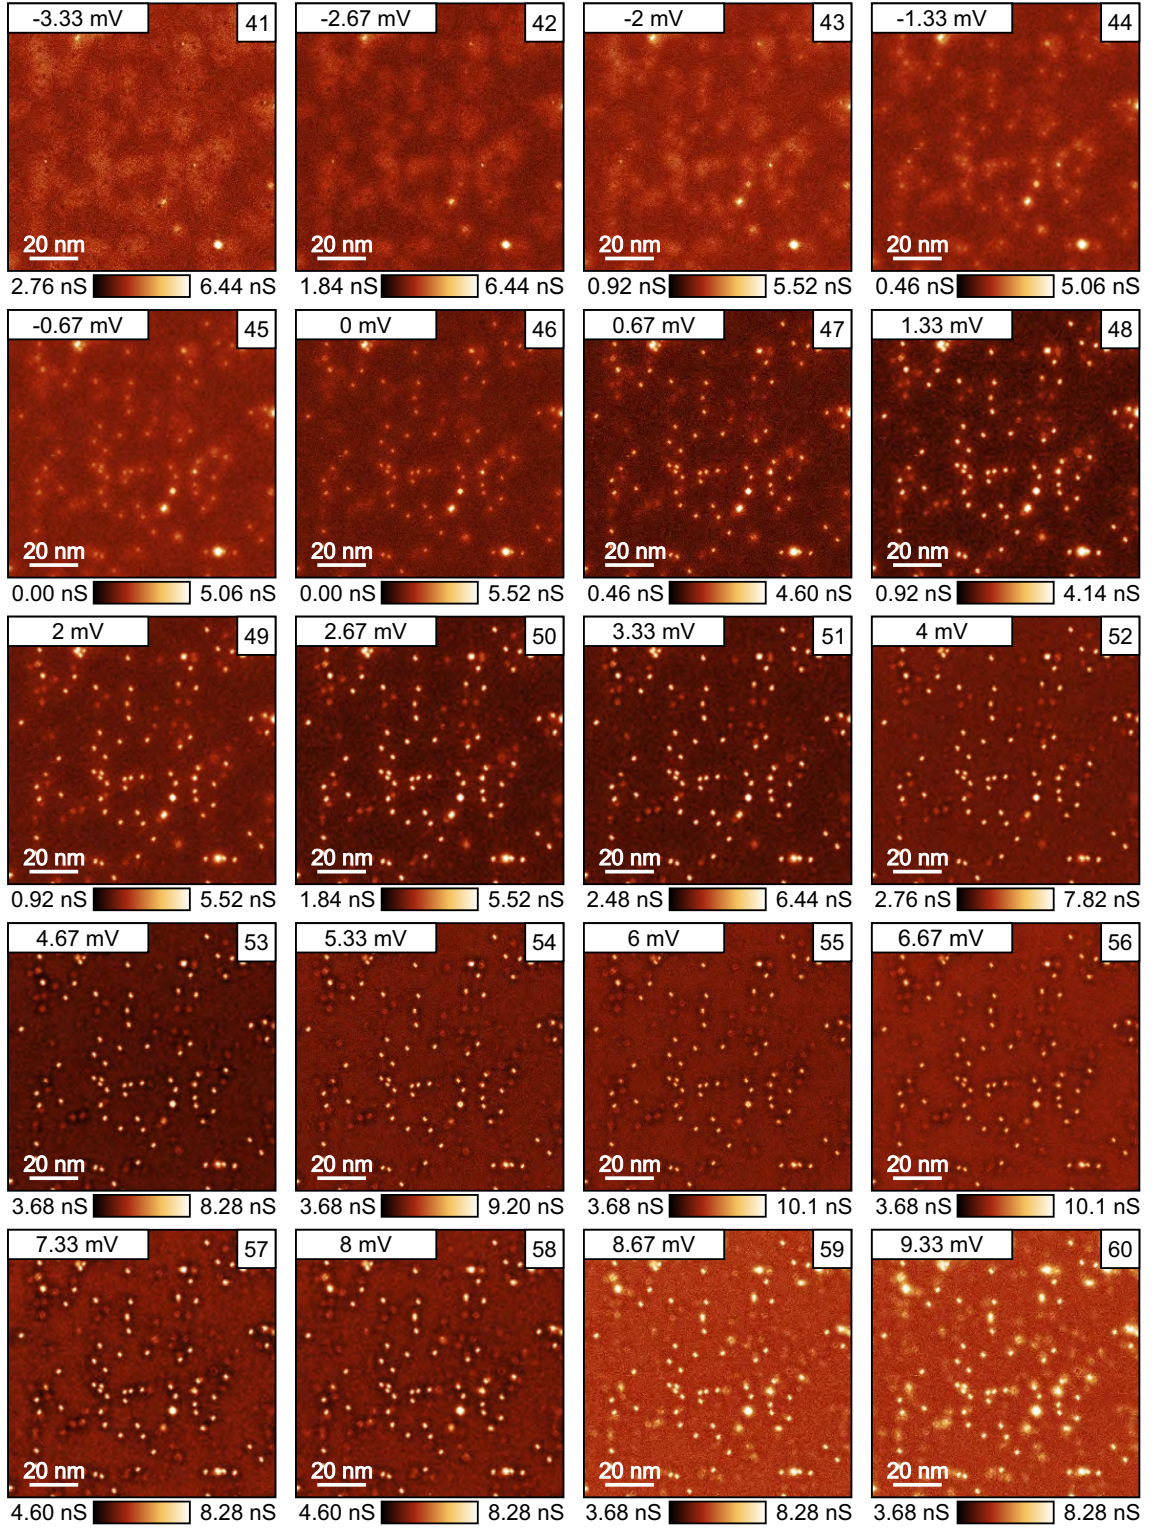 -3.33 mV 41 -2.67 mV 42 -2 mV 43 -1.33 mV 44
20 nm 20 nm 20 nm 20 nm
2.76 nS 6.44 nS 1.84 nS 6.44 nS 0.92 nS 5.52 nS 0.46 nS 5.06 nS
-0.67 mV 45 0 mV 46 0.67 mV 47 1.33 mV 48
20 nm 20 nm 20 nm 20 nm
0.00 nS 5.06 nS 0.00 nS 5.52 nS 0.46 nS 4.60 nS 0.92 nS 4.14 nS
2 mV 49 2.67 mV 50 3.33 mV 51 4 mV 52
20 nm 20 nm 20 nm 20 nm
0.92 nS 5.52 nS 1.84 nS 5.52 nS 2.48 nS 6.44 nS 2.76 nS 7.82 nS
4.67 mV 53 5.33 mV 54 6 mV 55 6.67 mV 56
20 nm 20 nm 20 nm 20 nm
3.68 nS 8.28 nS 3.68 nS 9.20 nS 3.68 nS 10.1 nS 3.68 nS 10.1 nS
7.33 mV 57 8 mV 58 8.67 mV 59 9.33 mV 60
20 nm 20 nm 20 nm 20 nm
4.60 nS 8.28 nS 4.60 nS 8.28 nS 3.68 nS 8.28 nS 3.68 nS 8.28 nS